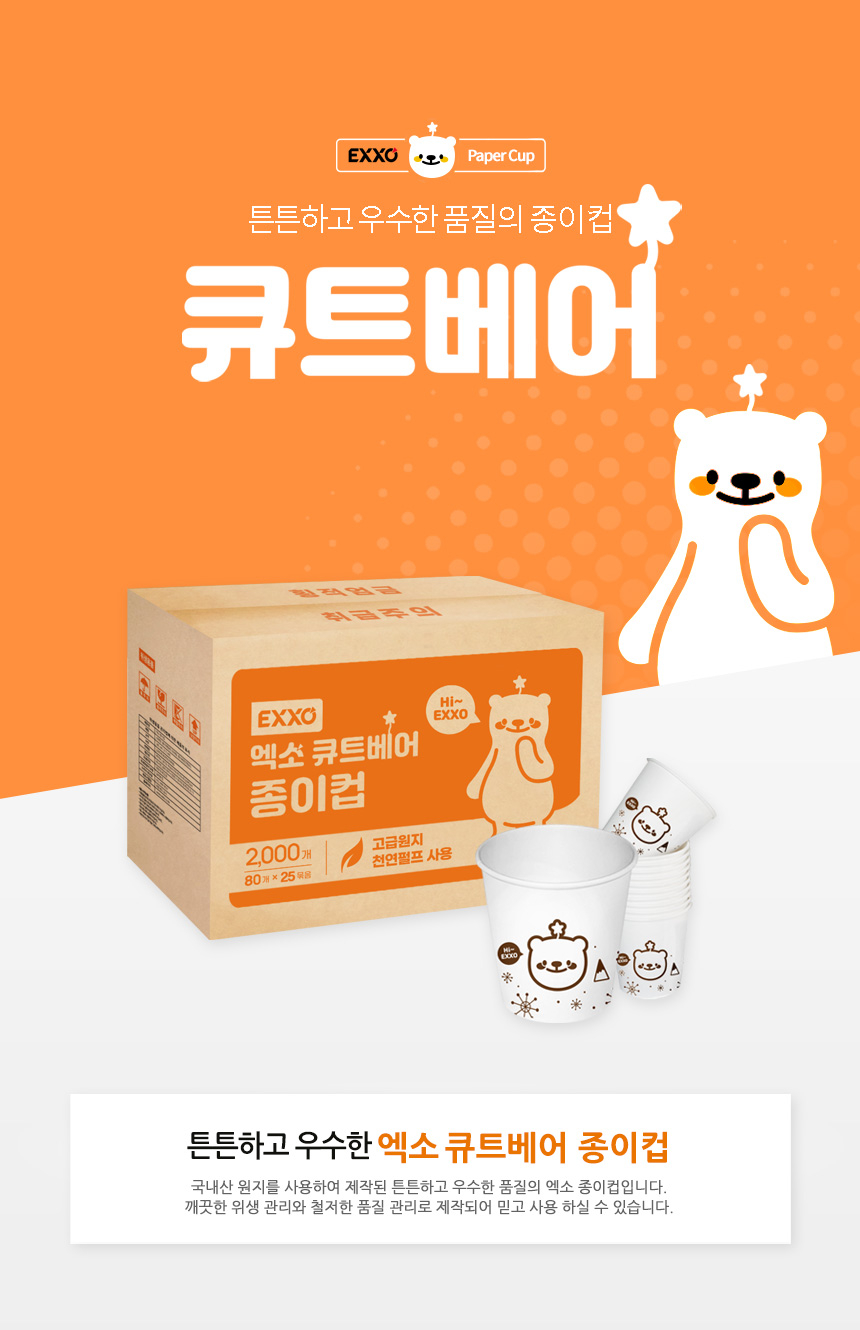 EXXO Paper Cup
튼튼하고 우수한 품질의 종이컵
큐트베어
취급주의
EXXO
Hi~
EXXO
엑소 큐트베어
종이컵
2,000개
80개 × 25묶음
고급원지
천연펄프 사용
Hi~
EXXO
튼튼하고 우수한 엑소 큐트베어 종이컵
국내산 원지를 사용하여 제작된 튼튼하고 우수한 품질의 엑소 종이컵입니다.
깨끗한 위생 관리와 철저한 품질 관리로 제작되어 믿고 사용 하실 수 있습니다.